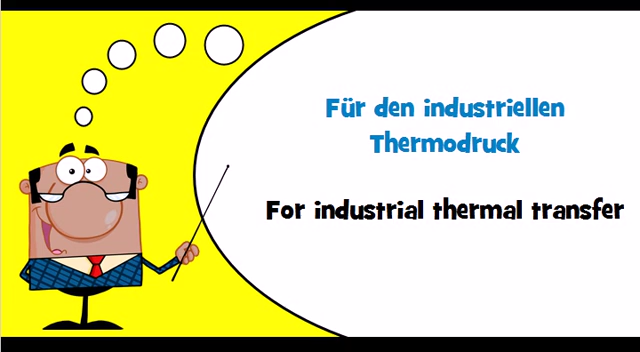 Für den industriellen
Thermodruck
For industrial thermal transfer